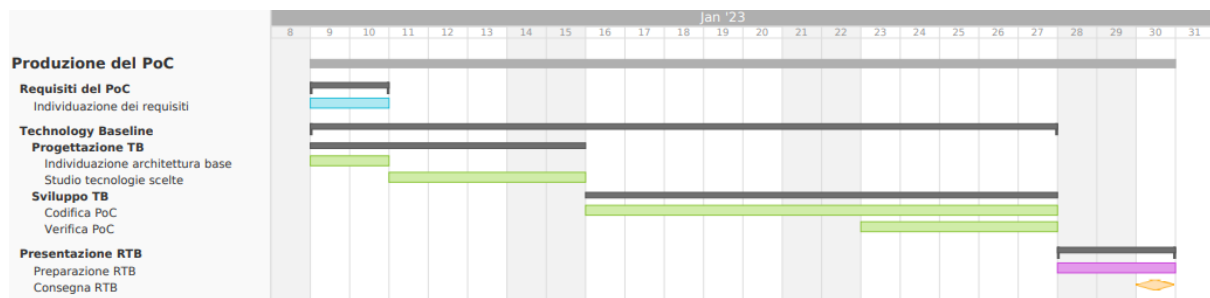 Jan '23
8 9 10 11 12 13 14 15 16 17 18 19 20 21 22 23 24 25 26 27 28 29 30 31
Produzione del PoC
Requisiti del PoC
Individuazione dei requisiti
Technology Baseline
Progettazione TB
Individuazione architettura base
Studio tecnologie scelte
Sviluppo TB
Codifica PoC
Verifica PoC
Presentazione RTB
Preparazione RTB
Consegna RTB